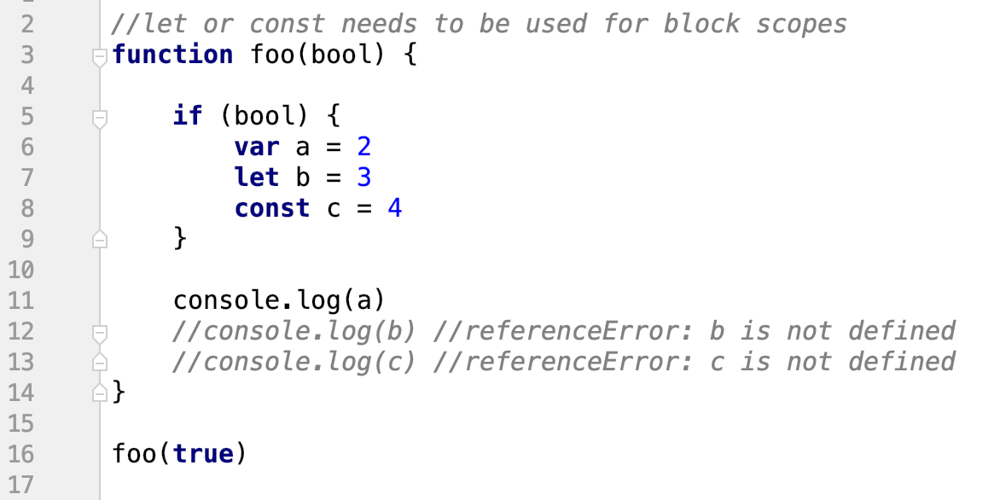 2 //let or const needs to be used for block scopes
3 function foo(bool) {
4
5 if (bool) {
6 var a = 2
7 let b = 3
8 const c = 4
9 }
10
11 console.log(a)
12 //console.log(b) //referenceError: b is not defined
13 //console.log(c) //referenceError: c is not defined
14 }
15
16 foo(true)
17